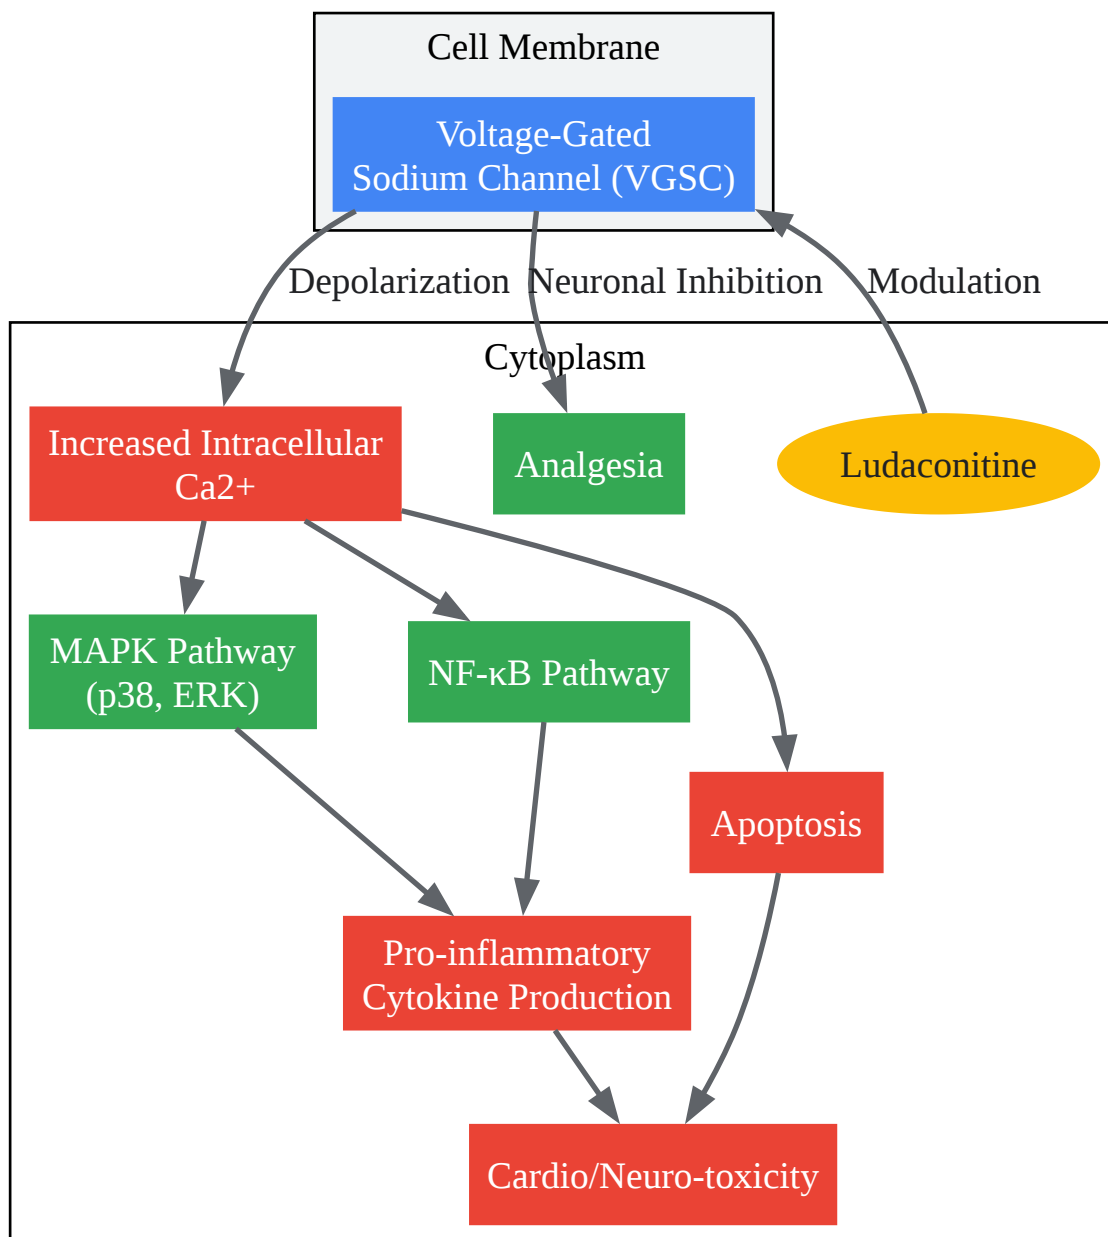 Cell Membrane
Voltage-Gated
Sodium Channel (VGSC)
Depolarization
Neuronal Inhibition
Modulation
Cytoplasm
Increased Intracellular
Ca2+
Analgesia
Ludaconitine
MAPK Pathway
(p38, ERK)
NF-κB Pathway
Apoptosis
Pro-inflammatory
Cytokine Production
Cardio/Neuro-toxicity